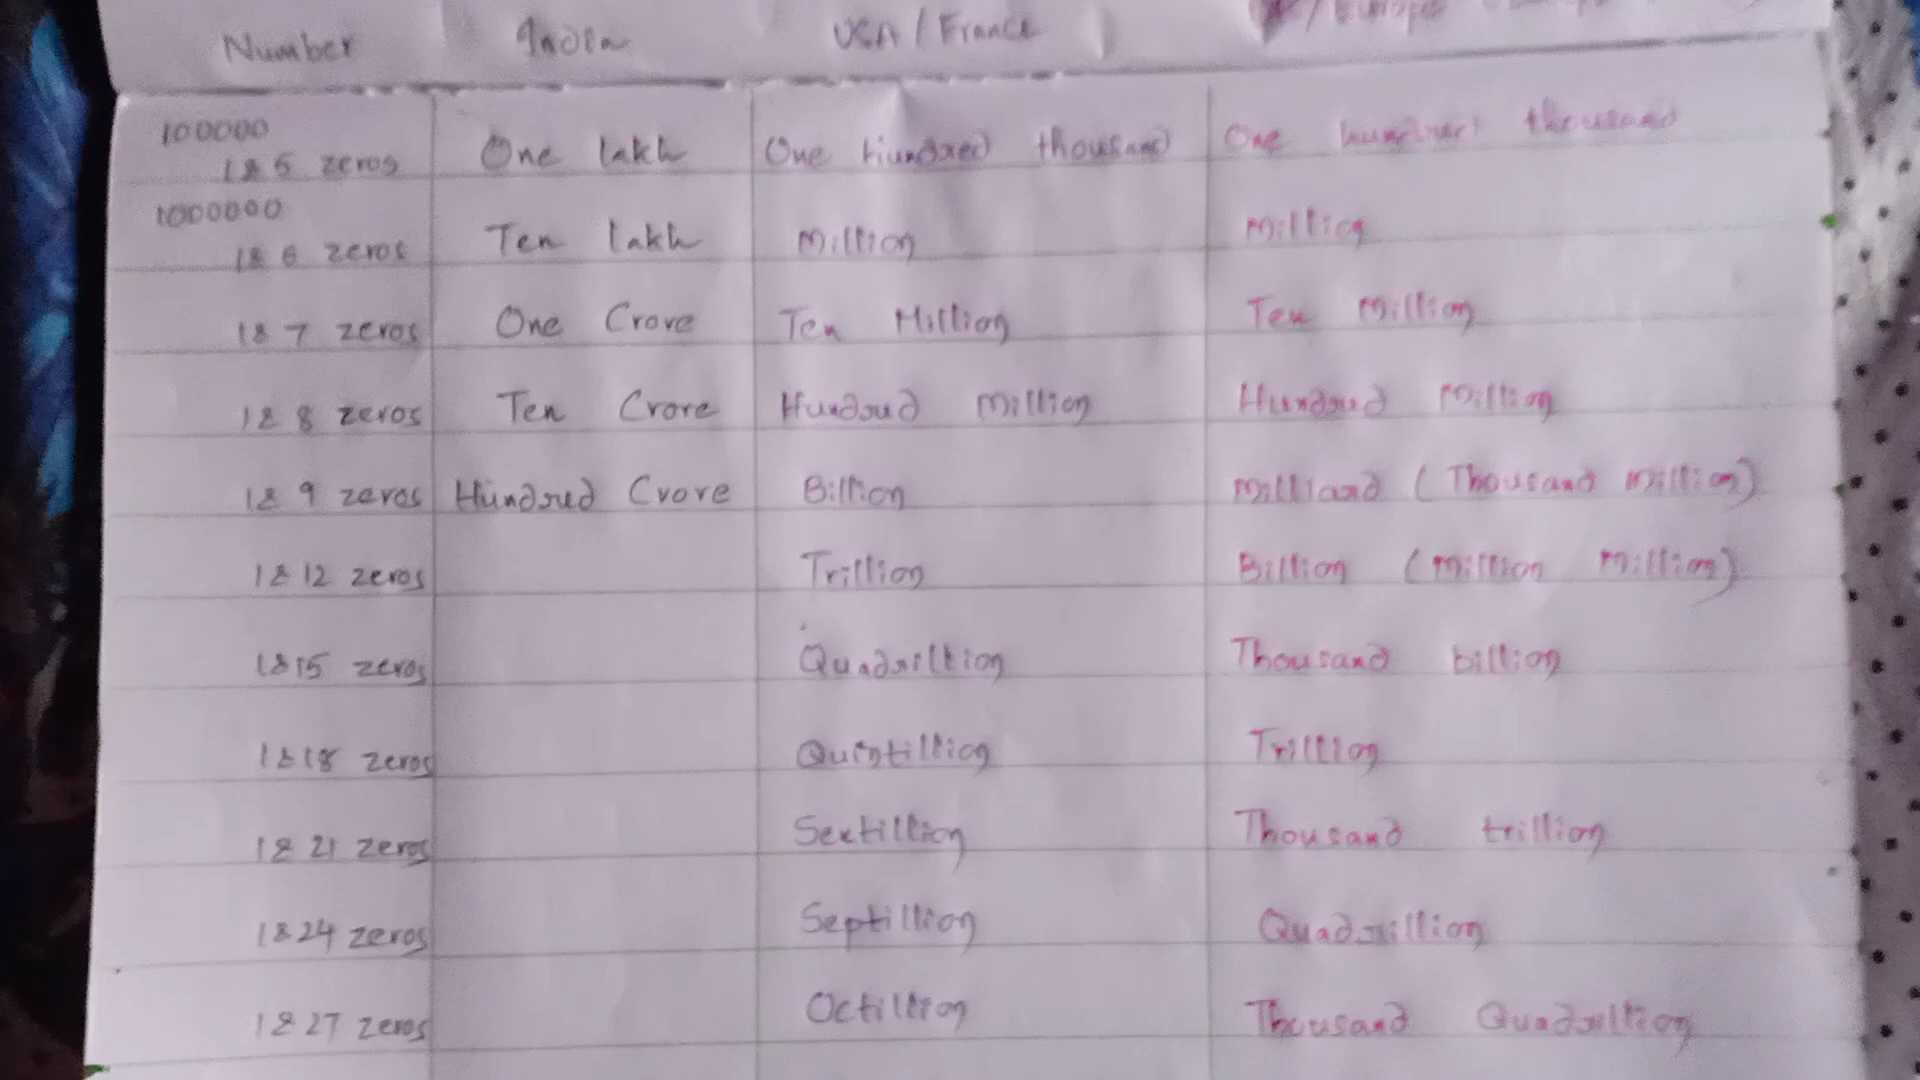 Number India USA / France / Europe
100000
1 & 5 zeros One lakh One Hundred thousand One hundred thousand
1000000
1 & 6 zeros Ten lakh Million Million
1 & 7 zeros One Crore Ten Million Ten Million
1 & 8 zeros Ten Crore Hundred Million Hundred Million
1 & 9 zeros Hundred Crore Billion Milliard (Thousand Million)
1 & 12 zeros Trillion Billion (Million Million)
1 & 15 zeros Quadrillion Thousand billion
1 & 18 zeros Quintillion Trillion
1 & 21 zeros Sextillion Thousand trillion
1 & 24 zeros Septillion Quadrillion
1 & 27 zeros Octillion Thousand Quadrillion